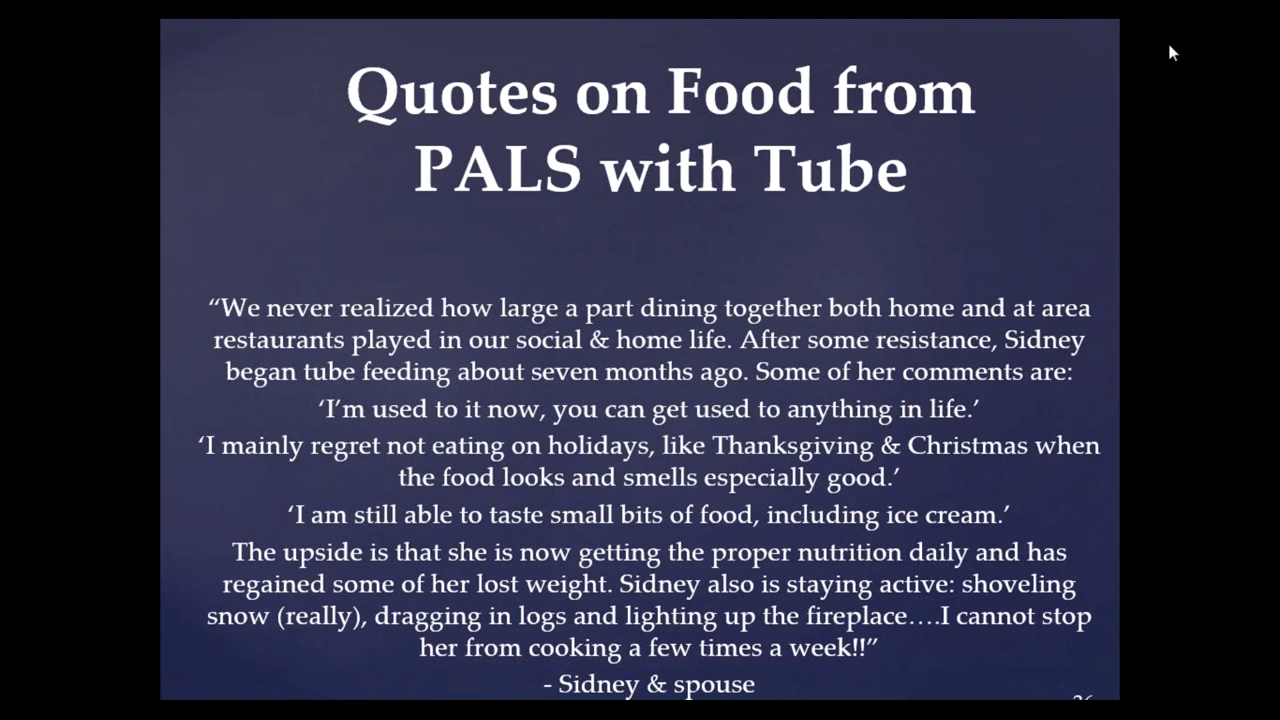 Quotes on Food from
PALS with Tube
“We never realized how large a part dining together both home and at area
restaurants played in our social & home life. After some resistance, Sidney
began tube feeding about seven months ago. Some of her comments are:
‘I’m used to it now, you can get used to anything in life.’
‘I mainly regret not eating on holidays, like Thanksgiving & Christmas when
the food looks and smells especially good.’
‘I am still able to taste small bits of food, including ice cream.’
The upside is that she is now getting the proper nutrition daily and has
regained some of her lost weight. Sidney also is staying active: shoveling
snow (really), dragging in logs and lighting up the fireplace….I cannot stop
her from cooking a few times a week!!”
- Sidney & spouse